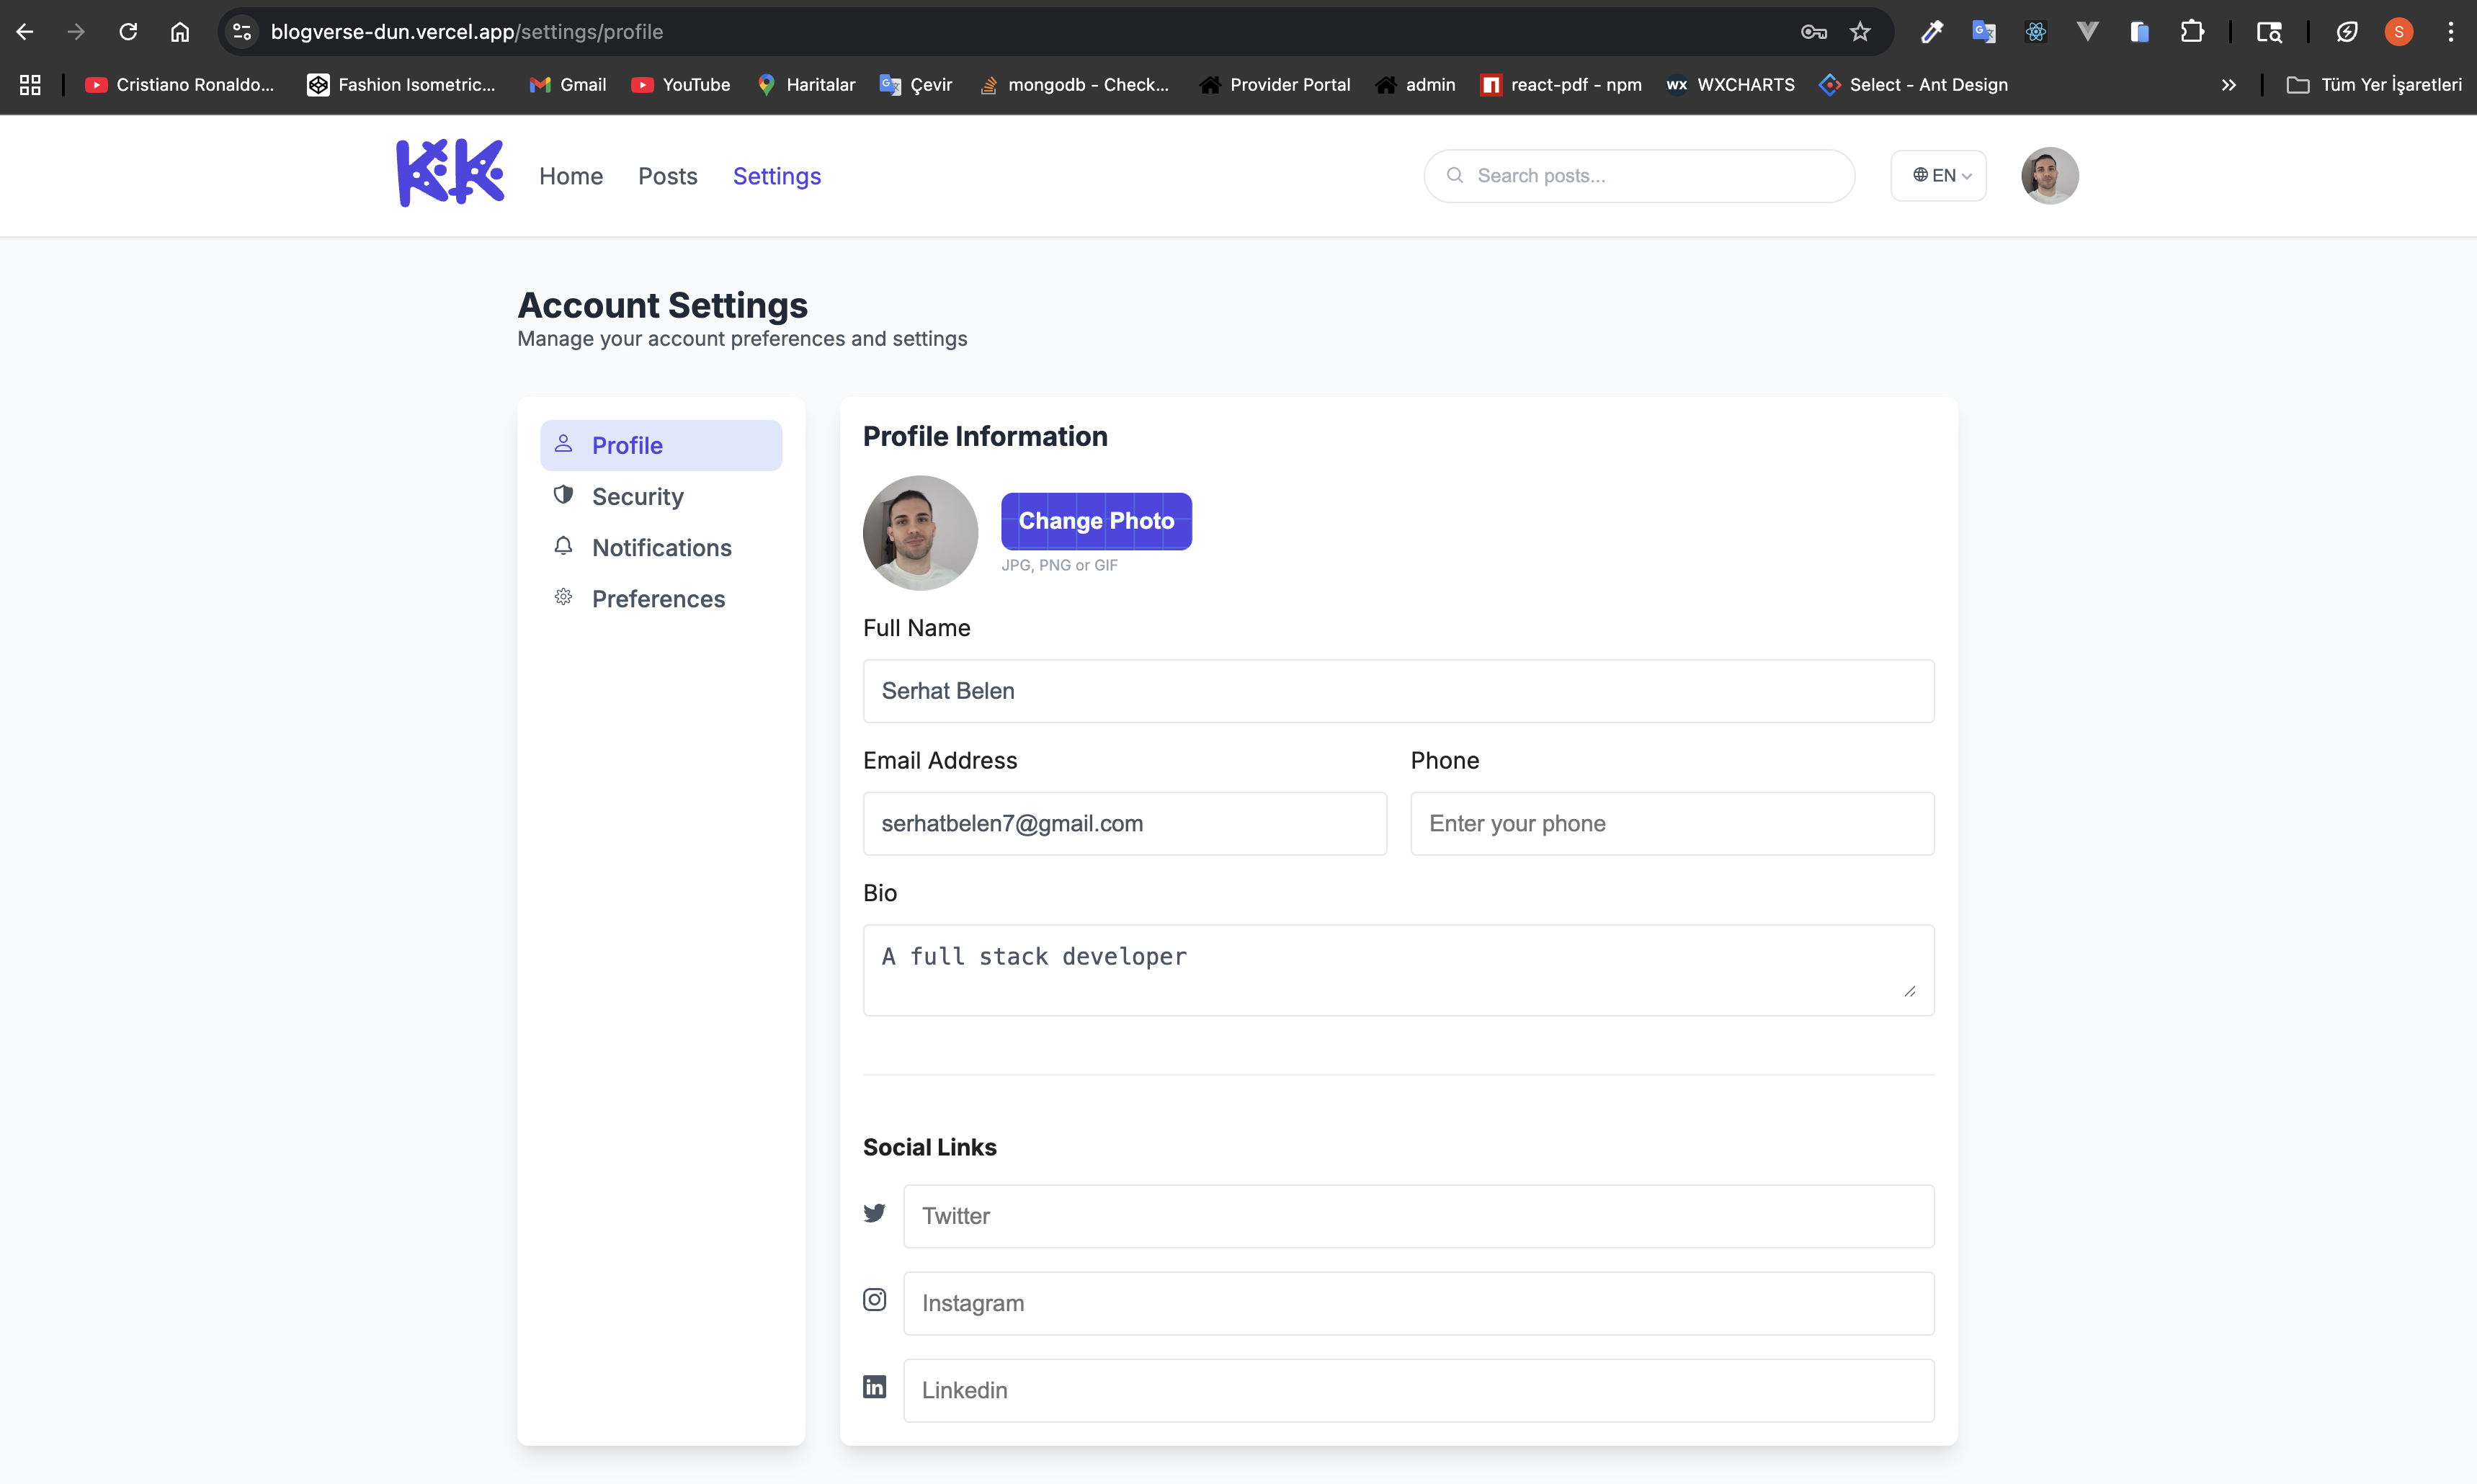 blogverse-dun.vercel.app/settings/profile
S
Cristiano Ronaldo...
Fashion Isometric...
Gmail
YouTube
Haritalar
Çevir
mongodb - Check...
Provider Portal
admin
react-pdf - npm
WX WXCHARTS
Select - Ant Design
Tüm Yer İşaretleri
KK
Home
Posts
Settings
Search posts...
EN
Account Settings
Manage your account preferences and settings
Profile
Security
Notifications
Preferences
Profile Information
Change Photo
JPG, PNG or GIF
Full Name
Serhat Belen
Email Address
Phone
serhatbelen7@gmail.com
Enter your phone
Bio
A full stack developer
Social Links
Twitter
Instagram
in
Linkedin